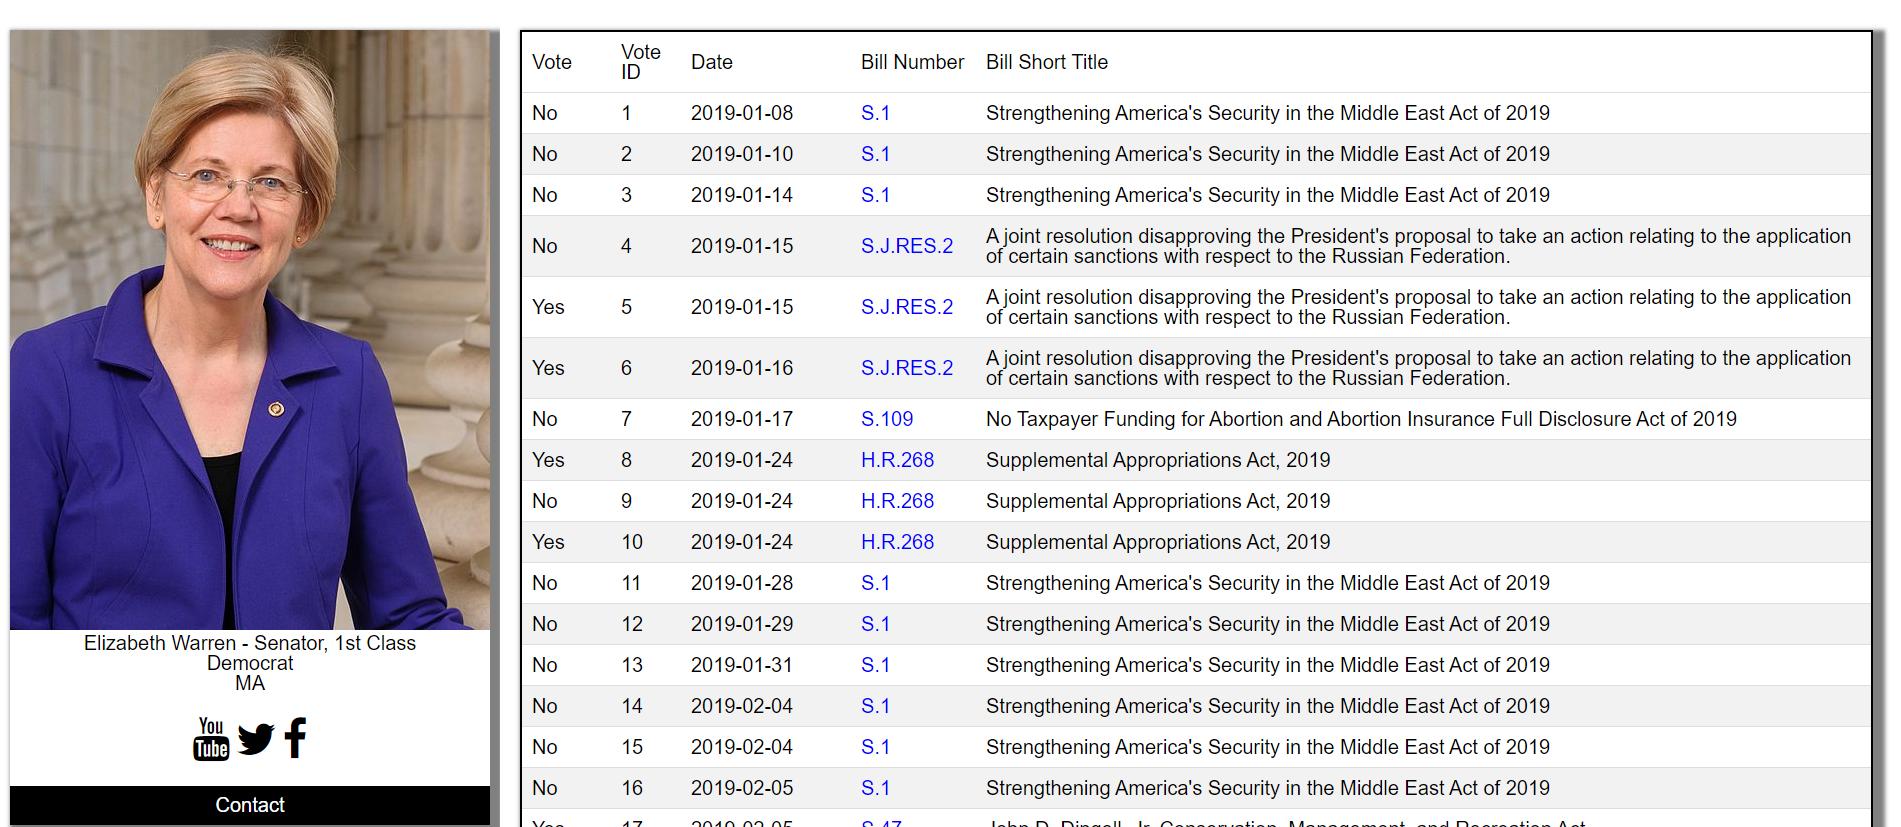 Elizabeth Warren - Senator, 1st Class
Democrat
MA
You
Tube
Contact
Vote Vote ID Date Bill Number Bill Short Title
No 1 2019-01-08 S.1 Strengthening America's Security in the Middle East Act of 2019
No 2 2019-01-10 S.1 Strengthening America's Security in the Middle East Act of 2019
No 3 2019-01-14 S.1 Strengthening America's Security in the Middle East Act of 2019
No 4 2019-01-15 S.J.RES.2 A joint resolution disapproving the President's proposal to take an action relating to the application
of certain sanctions with respect to the Russian Federation.
Yes 5 2019-01-15 S.J.RES.2 A joint resolution disapproving the President's proposal to take an action relating to the application
of certain sanctions with respect to the Russian Federation.
Yes 6 2019-01-16 S.J.RES.2 A joint resolution disapproving the President's proposal to take an action relating to the application
of certain sanctions with respect to the Russian Federation.
No 7 2019-01-17 S.109 No Taxpayer Funding for Abortion and Abortion Insurance Full Disclosure Act of 2019
Yes 8 2019-01-24 H.R.268 Supplemental Appropriations Act, 2019
No 9 2019-01-24 H.R.268 Supplemental Appropriations Act, 2019
Yes 10 2019-01-24 H.R.268 Supplemental Appropriations Act, 2019
No 11 2019-01-28 S.1 Strengthening America's Security in the Middle East Act of 2019
No 12 2019-01-29 S.1 Strengthening America's Security in the Middle East Act of 2019
No 13 2019-01-31 S.1 Strengthening America's Security in the Middle East Act of 2019
No 14 2019-02-04 S.1 Strengthening America's Security in the Middle East Act of 2019
No 15 2019-02-04 S.1 Strengthening America's Security in the Middle East Act of 2019
No 16 2019-02-05 S.1 Strengthening America's Security in the Middle East Act of 2019
Yes 17 2019-02-05 S.47 John D. Dingell, Jr. Conservation, Management, and Recreation Act